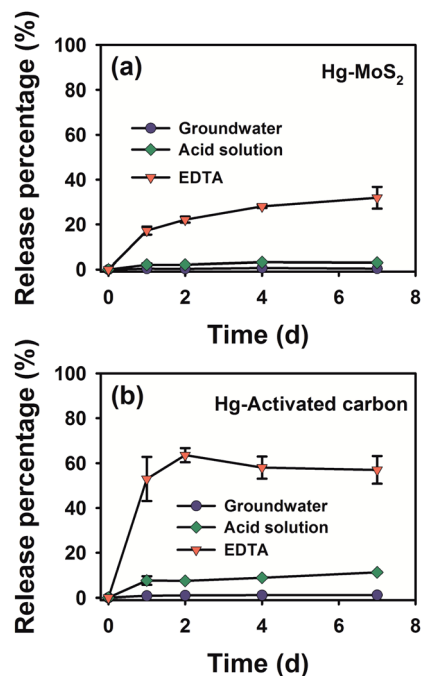 Release percentage (%)
100
80
60
40
20
0
(a)
Hg-MoS₂
Groundwater
Acid solution
EDTA
0 2 4 6 8
Time (d)
Release percentage (%)
100
80
60
40
20
0
(b)
Hg-Activated carbon
Groundwater
Acid solution
EDTA
0 2 4 6 8
Time (d)